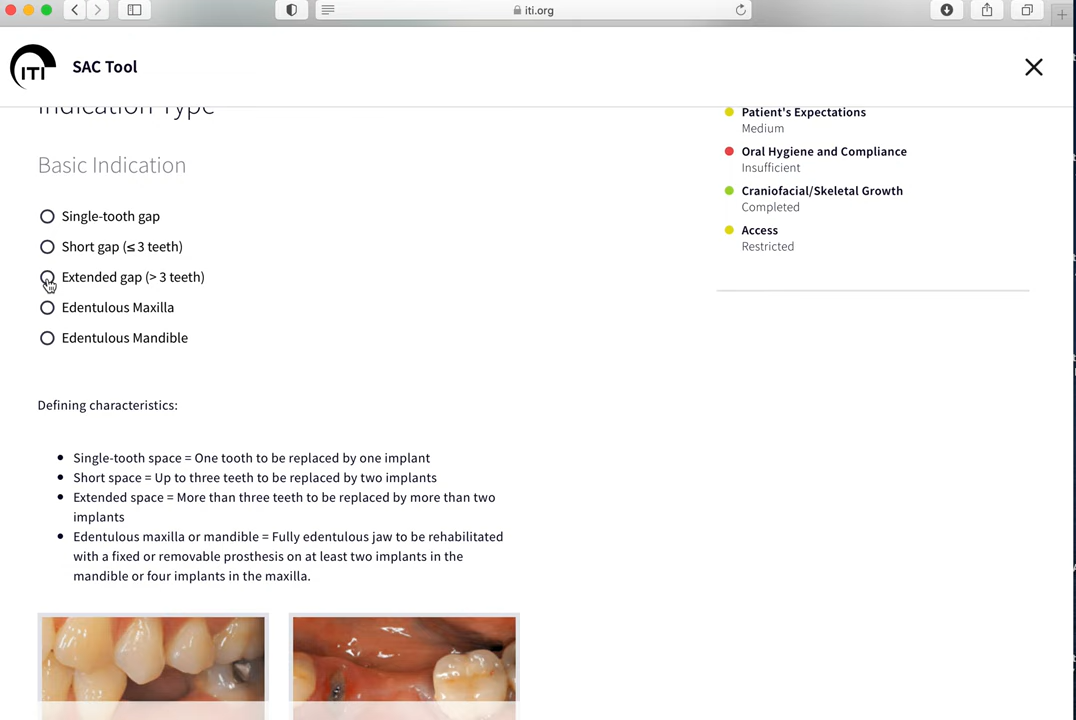 iti.org
ITI
SAC Tool
Indication Type
Basic Indication
Single-tooth gap
Short gap (≤ 3 teeth)
Extended gap (> 3 teeth)
Edentulous Maxilla
Edentulous Mandible
Defining characteristics:
Single-tooth space = One tooth to be replaced by one implant
Short space = Up to three teeth to be replaced by two implants
Extended space = More than three teeth to be replaced by more than two
implants
Edentulous maxilla or mandible = Fully edentulous jaw to be rehabilitated
with a fixed or removable prosthesis on at least two implants in the
mandible or four implants in the maxilla.
Patient's Expectations
Medium
Oral Hygiene and Compliance
Insufficient
Craniofacial/Skeletal Growth
Completed
Access
Restricted